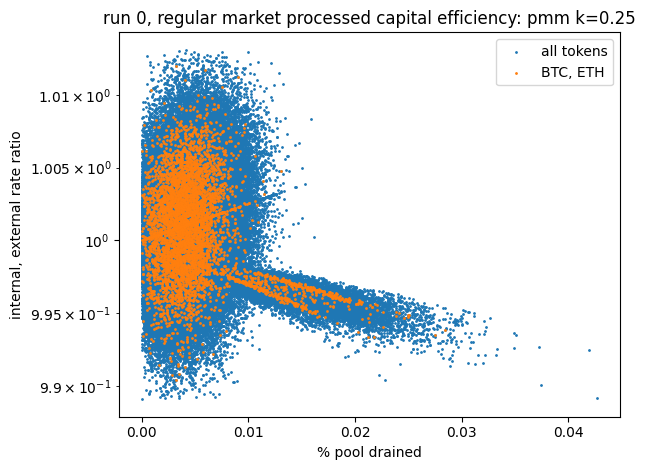 run 0, regular market processed capital efficiency: pmm k=0.25
all tokens
BTC, ETH
internal, external rate ratio
1.01 × 10⁰
1.005 × 10⁰
10⁰
9.95 × 10⁻¹
9.9 × 10⁻¹
0.00 0.01 0.02 0.03 0.04
% pool drained